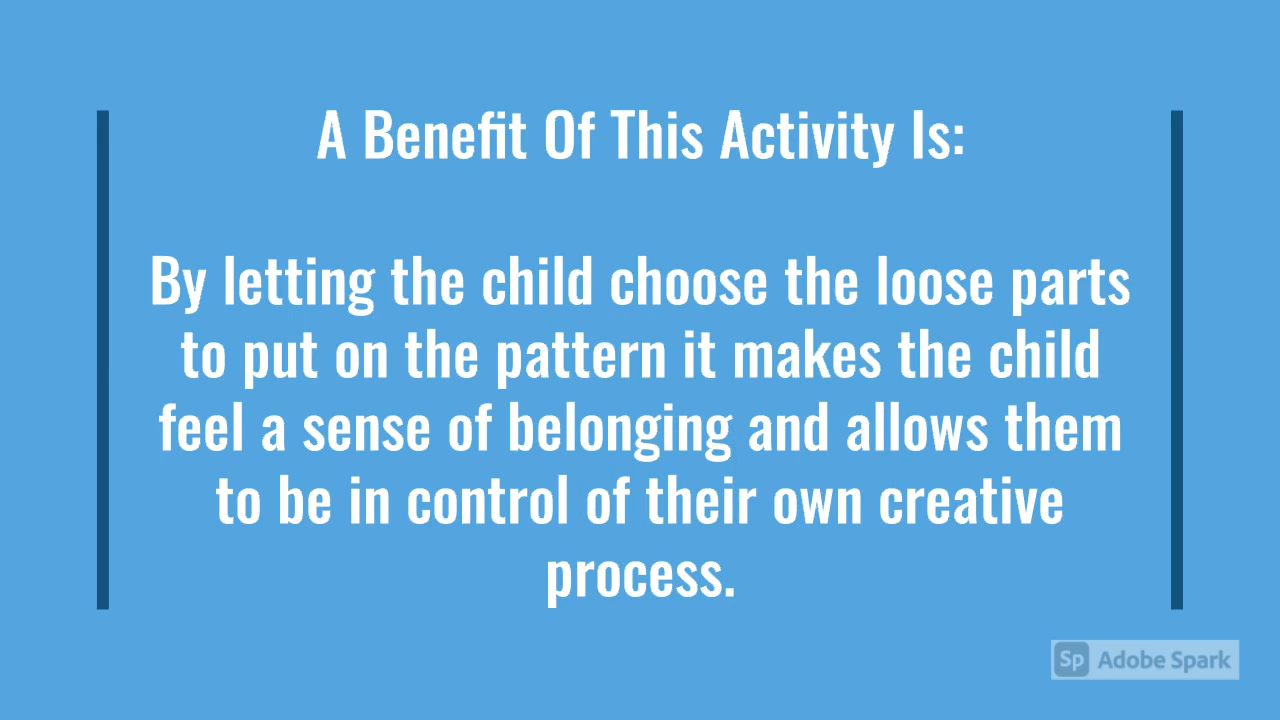 A Benefit Of This Activity Is:
By letting the child choose the loose parts
to put on the pattern it makes the child
feel a sense of belonging and allows them
to be in control of their own creative
process.
Sp Adobe Spark